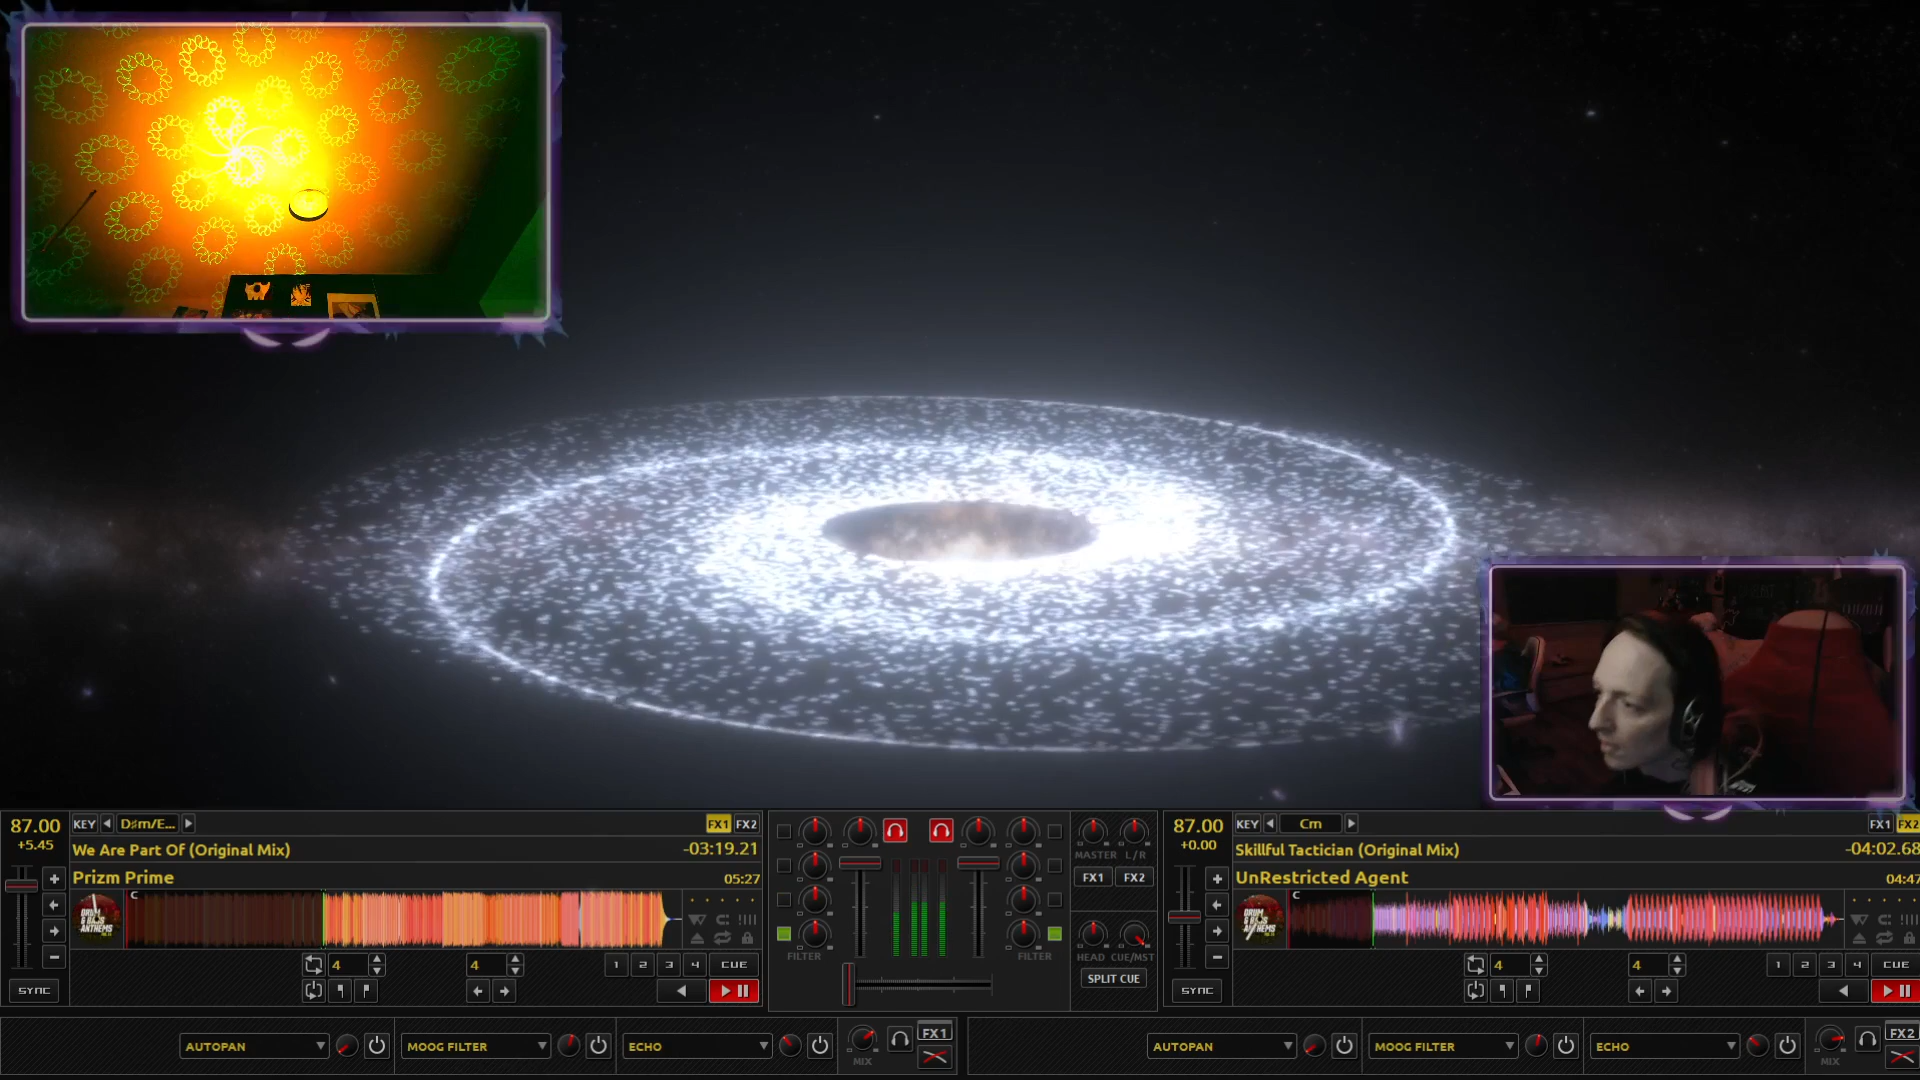 87.00
+5.45
KEY D♯m/E...
FX1 FX2
We Are Part Of (Original Mix)
-03:19.21
Prizm Prime
05:27
C
4
4
1 2 3 4 CUE
SYNC
FILTER
FILTER
MASTER L/R
FX1 FX2
HEAD CUE/MST
SPLIT CUE
87.00
+0.00
KEY Cm
FX1 FX2
Skillful Tactician (Original Mix)
-04:02.68
UnRestricted Agent
04:47
C
4
4
1 2 3 4 CUE
SYNC
DRUM
& BASS
ANTHEMS
AUTOPAN
MOOG FILTER
ECHO
MIX
FX1
AUTOPAN
MOOG FILTER
ECHO
MIX
FX2